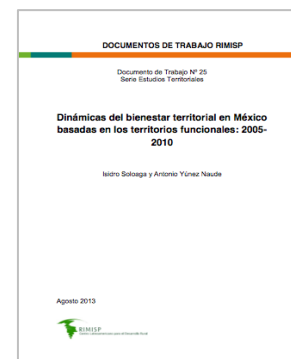 DOCUMENTOS DE TRABAJO RIMISP
Documento de Trabajo Nº 25
Serie Estudios Territoriales
Dinámicas del bienestar territorial en México
basadas en los territorios funcionales: 2005-
2010
Isidro Soloaga y Antonio Yúnez Naude
Agosto 2013
RIMISP